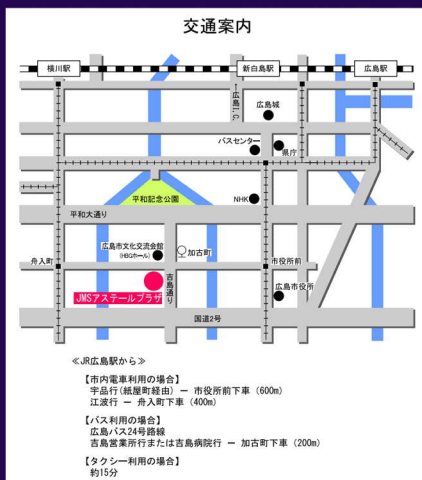 交通案内
横川駅
新白島駅
広島駅
←広島I.C.
広島城
バスセンター
県庁
平和記念公園
NHK
平和大通り
広島市文化交流会館
(HBGホール)
加古町
舟入町
吉島通り
市役所前
JMSアステールプラザ
広島市役所
国道2号
≪JR広島駅から≫
【市内電車利用の場合】
宇品行(紙屋町経由) ー 市役所前下車 (600m)
江波行 ー 舟入町下車 (400m)
【バス利用の場合】
広島バス24号路線
吉島営業所行または吉島病院行 ー 加古町下車 (200m)
【タクシー利用の場合】
約15分